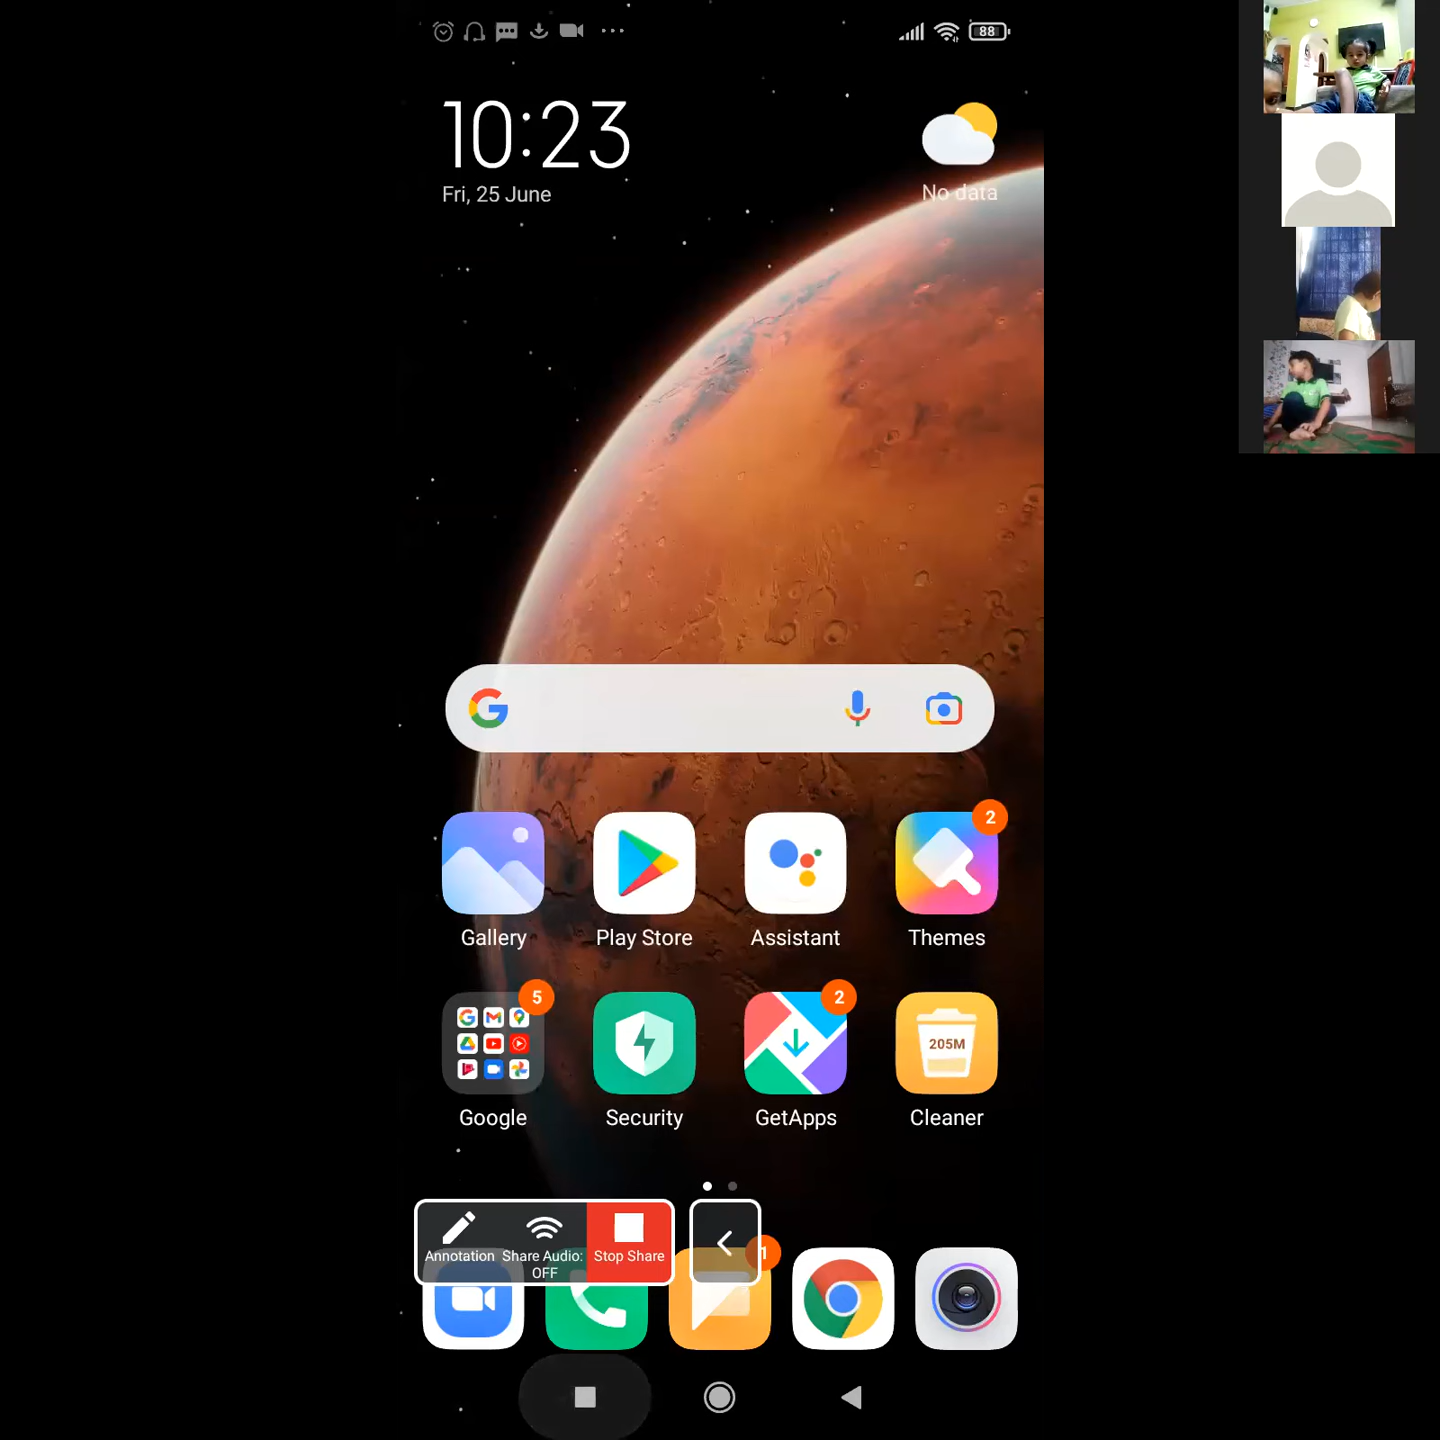 88
10:23
Fri, 25 June
No data
2
Gallery
Play Store
Assistant
Themes
5
2
205M
Google
Security
GetApps
Cleaner
Annotation
Share Audio:
OFF
Stop Share
1